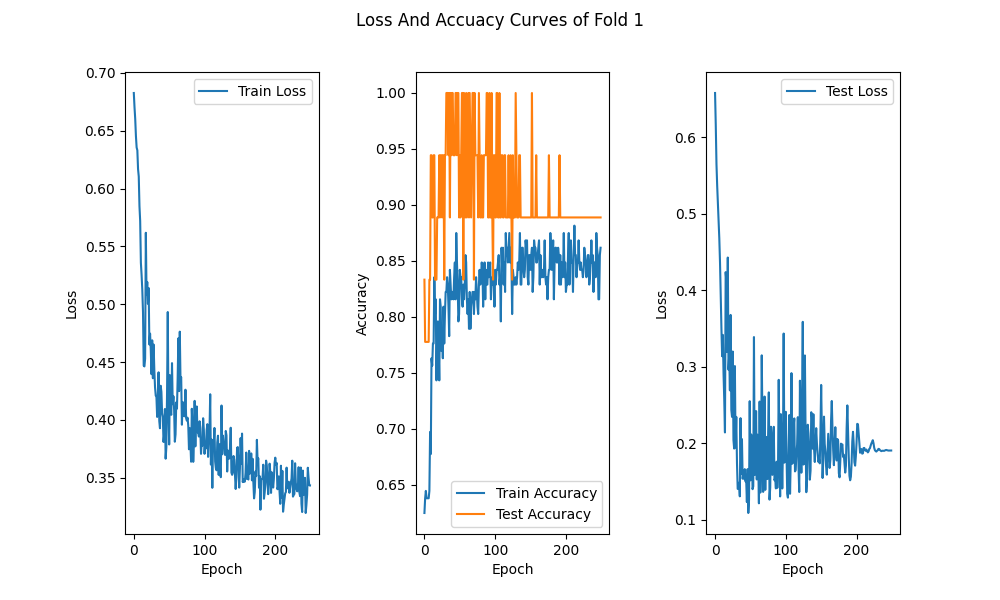 Loss And Accuacy Curves of Fold 1
0.70
0.65
0.60
0.55
0.50
0.45
0.40
0.35
Loss
Train Loss
0
100
200
Epoch
1.00
0.95
0.90
0.85
0.80
0.75
0.70
0.65
Accuracy
Train Accuracy
Test Accuracy
0
100
200
Epoch
0.6
0.5
0.4
0.3
0.2
0.1
Loss
Test Loss
0
100
200
Epoch